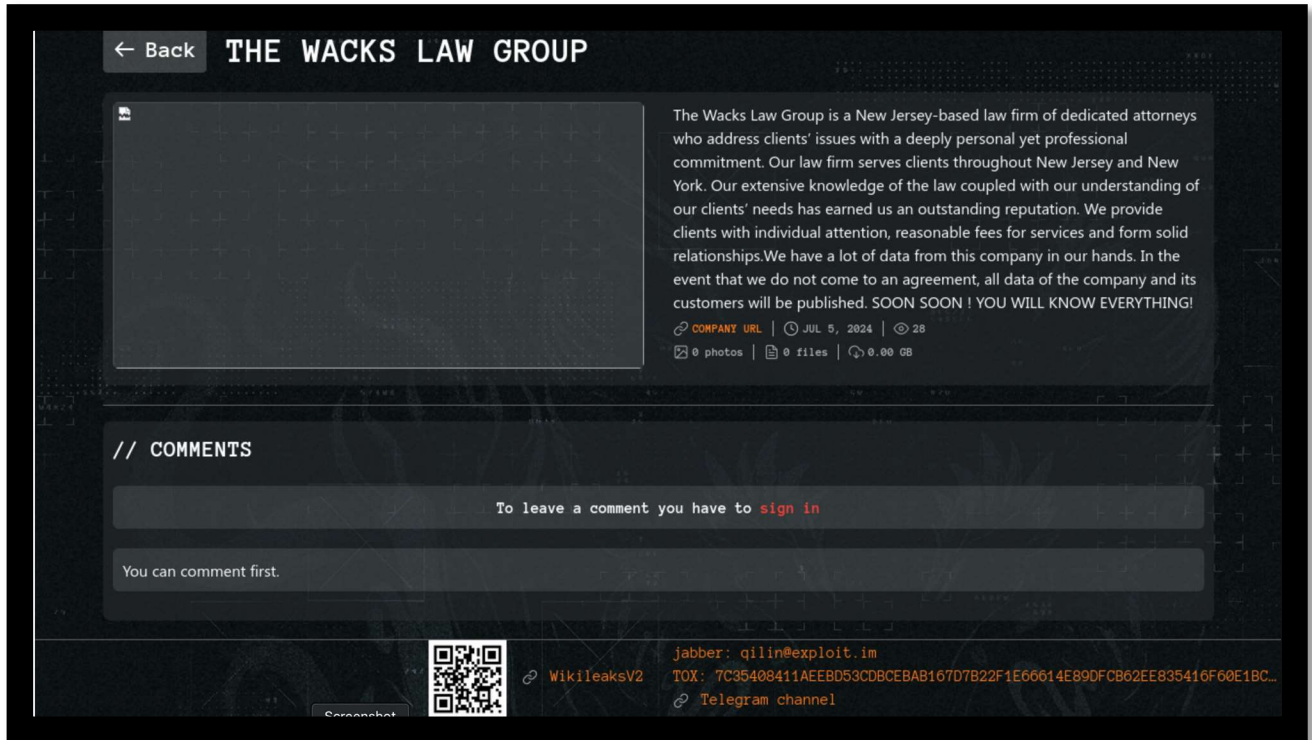 ← Back THE WACKS LAW GROUP
The Wacks Law Group is a New Jersey-based law firm of dedicated attorneys
who address clients’ issues with a deeply personal yet professional
commitment. Our law firm serves clients throughout New Jersey and New
York. Our extensive knowledge of the law coupled with our understanding of
our clients’ needs has earned us an outstanding reputation. We provide
clients with individual attention, reasonable fees for services and form solid
relationships.We have a lot of data from this company in our hands. In the
event that we do not come to an agreement, all data of the company and its
customers will be published. SOON SOON ! YOU WILL KNOW EVERYTHING!
COMPANY URL | JUL 5, 2024 | 28
0 photos | 0 files | 0.00 GB
// COMMENTS
To leave a comment you have to sign in
You can comment first.
WikileaksV2
jabber: qilin@exploit.im
TOX: 7C35408411AEEBD53CDBCEBAB167D7B22F1E66614E89DFCB62EE835416F60E1BC…
Telegram channel
Screenshot